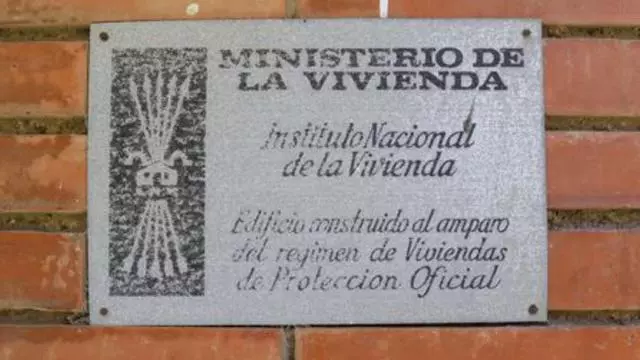 MINISTERIO DE
LA VIVIENDA
Instituto Nacional
de la Vivienda
Edificio construido al amparo
del regimen de Viviendas
de Proteccion Oficial